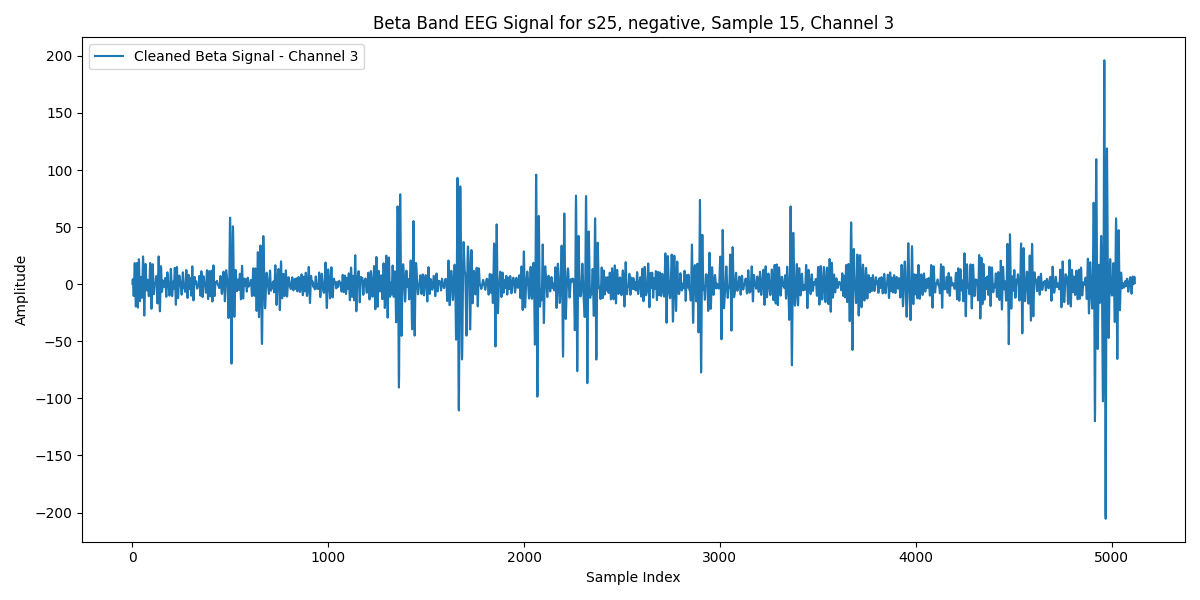 Beta Band EEG Signal for s25, negative, Sample 15, Channel 3
Cleaned Beta Signal - Channel 3
Amplitude
200
150
100
50
0
−50
−100
−150
−200
0 1000 2000 3000 4000 5000
Sample Index